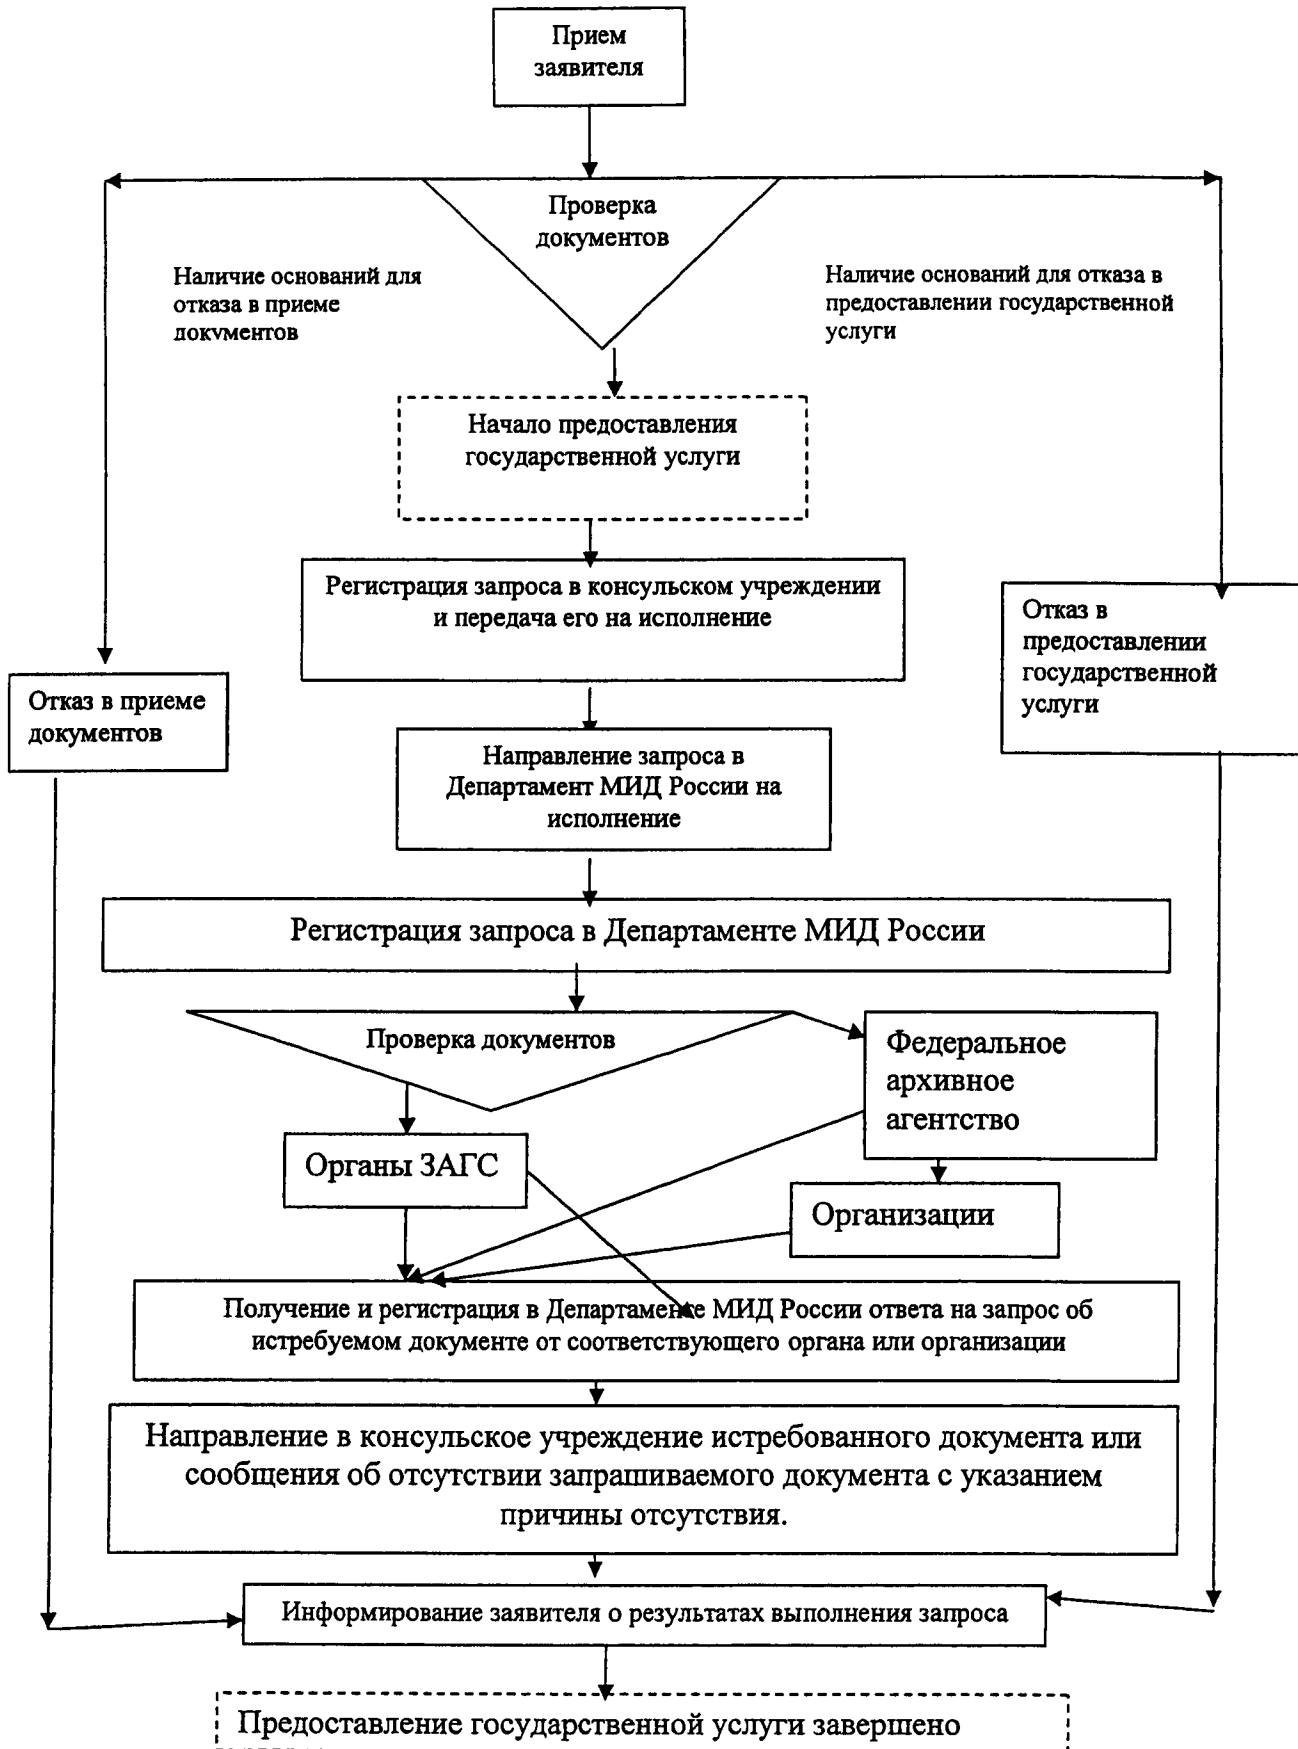 Прием
заявителя
Проверка
документов
Наличие оснований для
отказа в приеме
документов
Наличие оснований для отказа в
предоставлении государственной
услуги
Начало предоставления
государственной услуги
Регистрация запроса в консульском учреждении
и передача его на исполнение
Отказ в
предоставлении
государственной
услуги
Отказ в приеме
документов
Направление запроса в
Департамент МИД России на
исполнение
Регистрация запроса в Департаменте МИД России
Проверка документов
Федеральное
архивное
агентство
Органы ЗАГС
Организации
Получение и регистрация в Департаменте МИД России ответа на запрос об
истребуемом документе от соответствующего органа или организации
Направление в консульское учреждение истребованного документа или
сообщения об отсутствии запрашиваемого документа с указанием
причины отсутствия.
Информирование заявителя о результатах выполнения запроса
Предоставление государственной услуги завершено